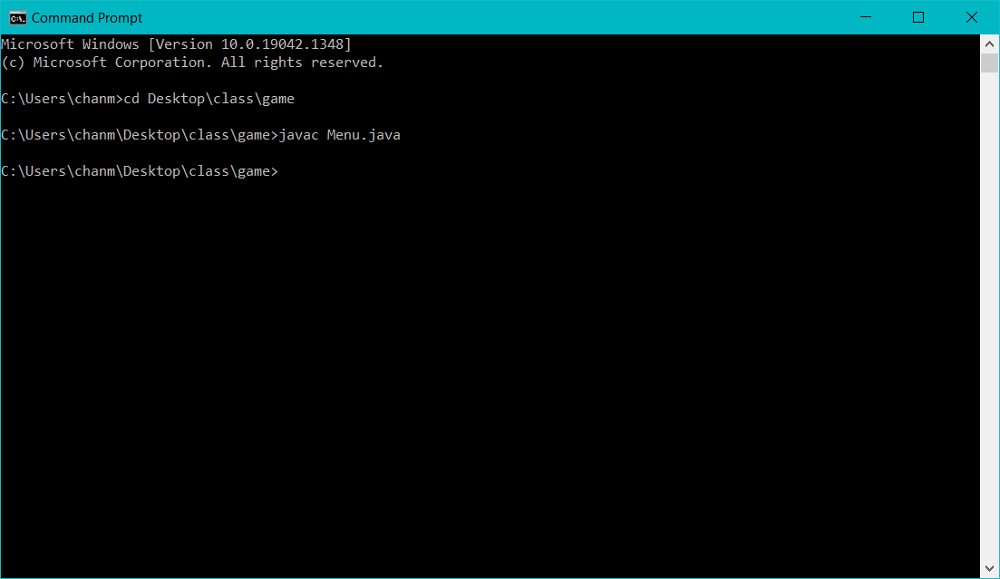 Command Prompt
Microsoft Windows [Version 10.0.19042.1348]
(c) Microsoft Corporation. All rights reserved.
C:\Users\chanm>cd Desktop\class\game
C:\Users\chanm\Desktop\class\game>javac Menu.java
C:\Users\chanm\Desktop\class\game>